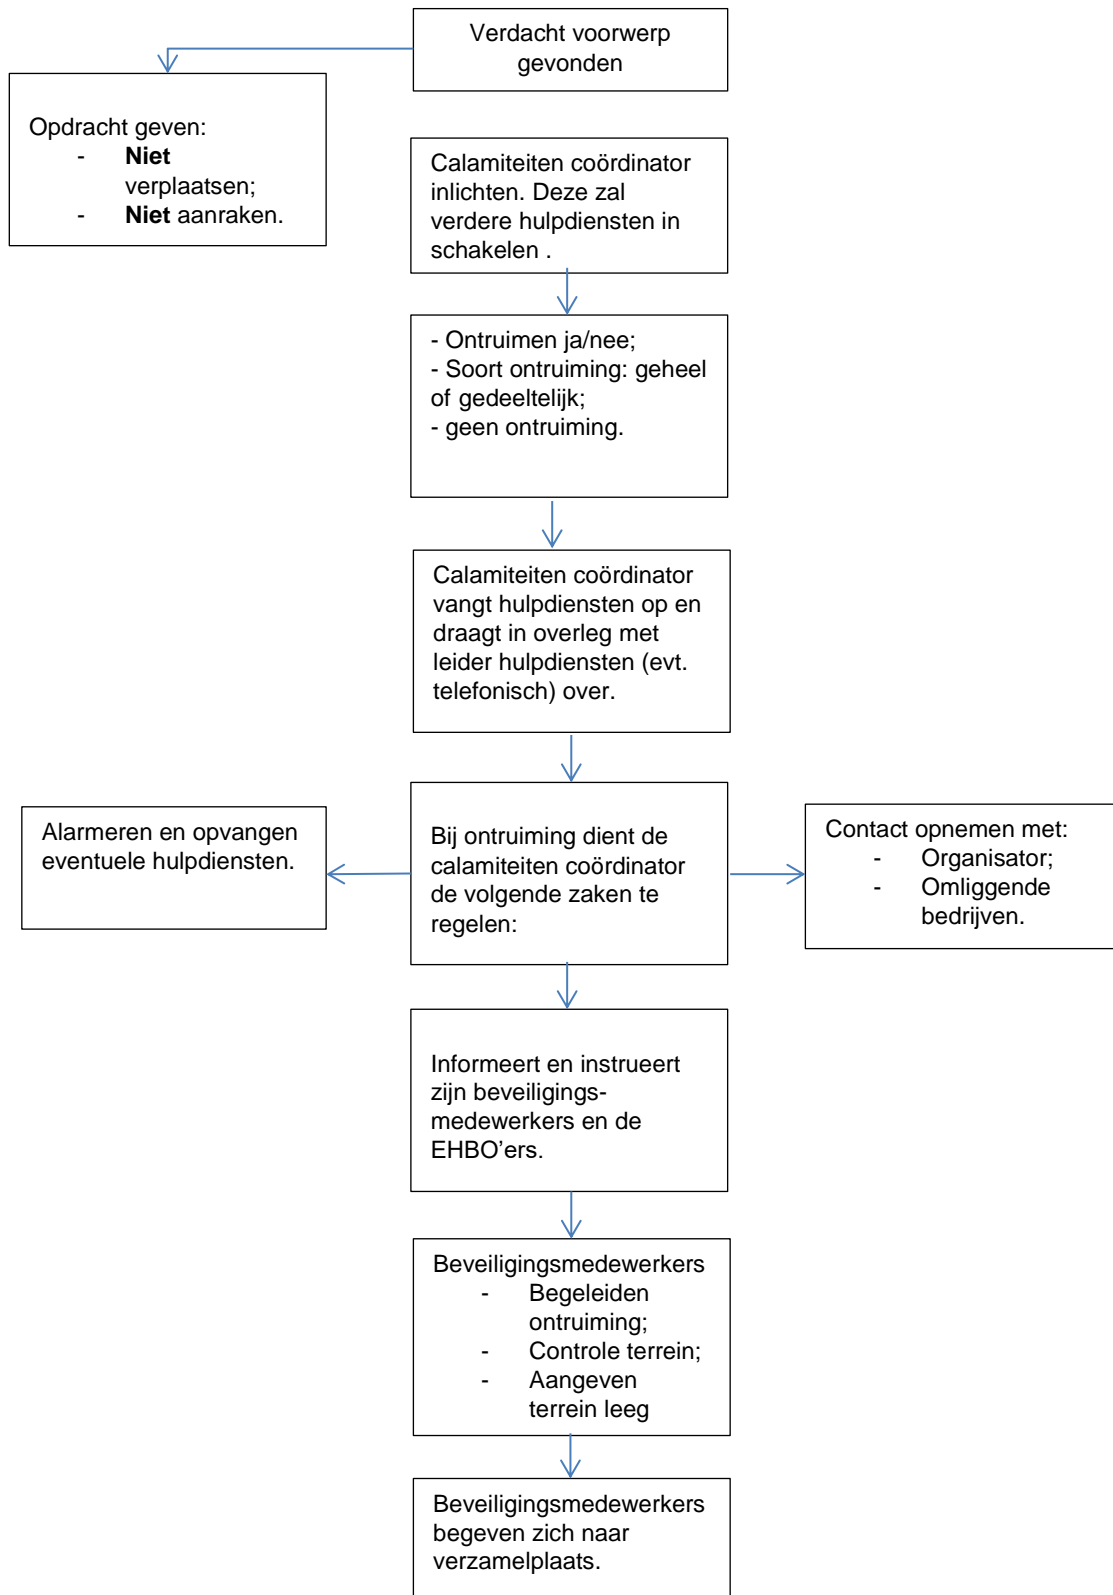 Verdacht voorwerp
gevonden
Opdracht geven:
- Niet
verplaatsen;
- Niet aanraken.
Calamiteiten coördinator
inlichten. Deze zal
verdere hulpdiensten in
schakelen .
- Ontruimen ja/nee;
- Soort ontruiming: geheel
of gedeeltelijk;
- geen ontruiming.
Calamiteiten coördinator
vangt hulpdiensten op en
draagt in overleg met
leider hulpdiensten (evt.
telefonisch) over.
Alarmeren en opvangen
eventuele hulpdiensten.
Bij ontruiming dient de
calamiteiten coördinator
de volgende zaken te
regelen:
Contact opnemen met:
- Organisator;
- Omliggende
bedrijven.
Informeert en instrueert
zijn beveiligings-
medewerkers en de
EHBO’ers.
Beveiligingsmedewerkers
- Begeleiden
ontruiming;
- Controle terrein;
- Aangeven
terrein leeg
Beveiligingsmedewerkers
begeven zich naar
verzamelplaats.